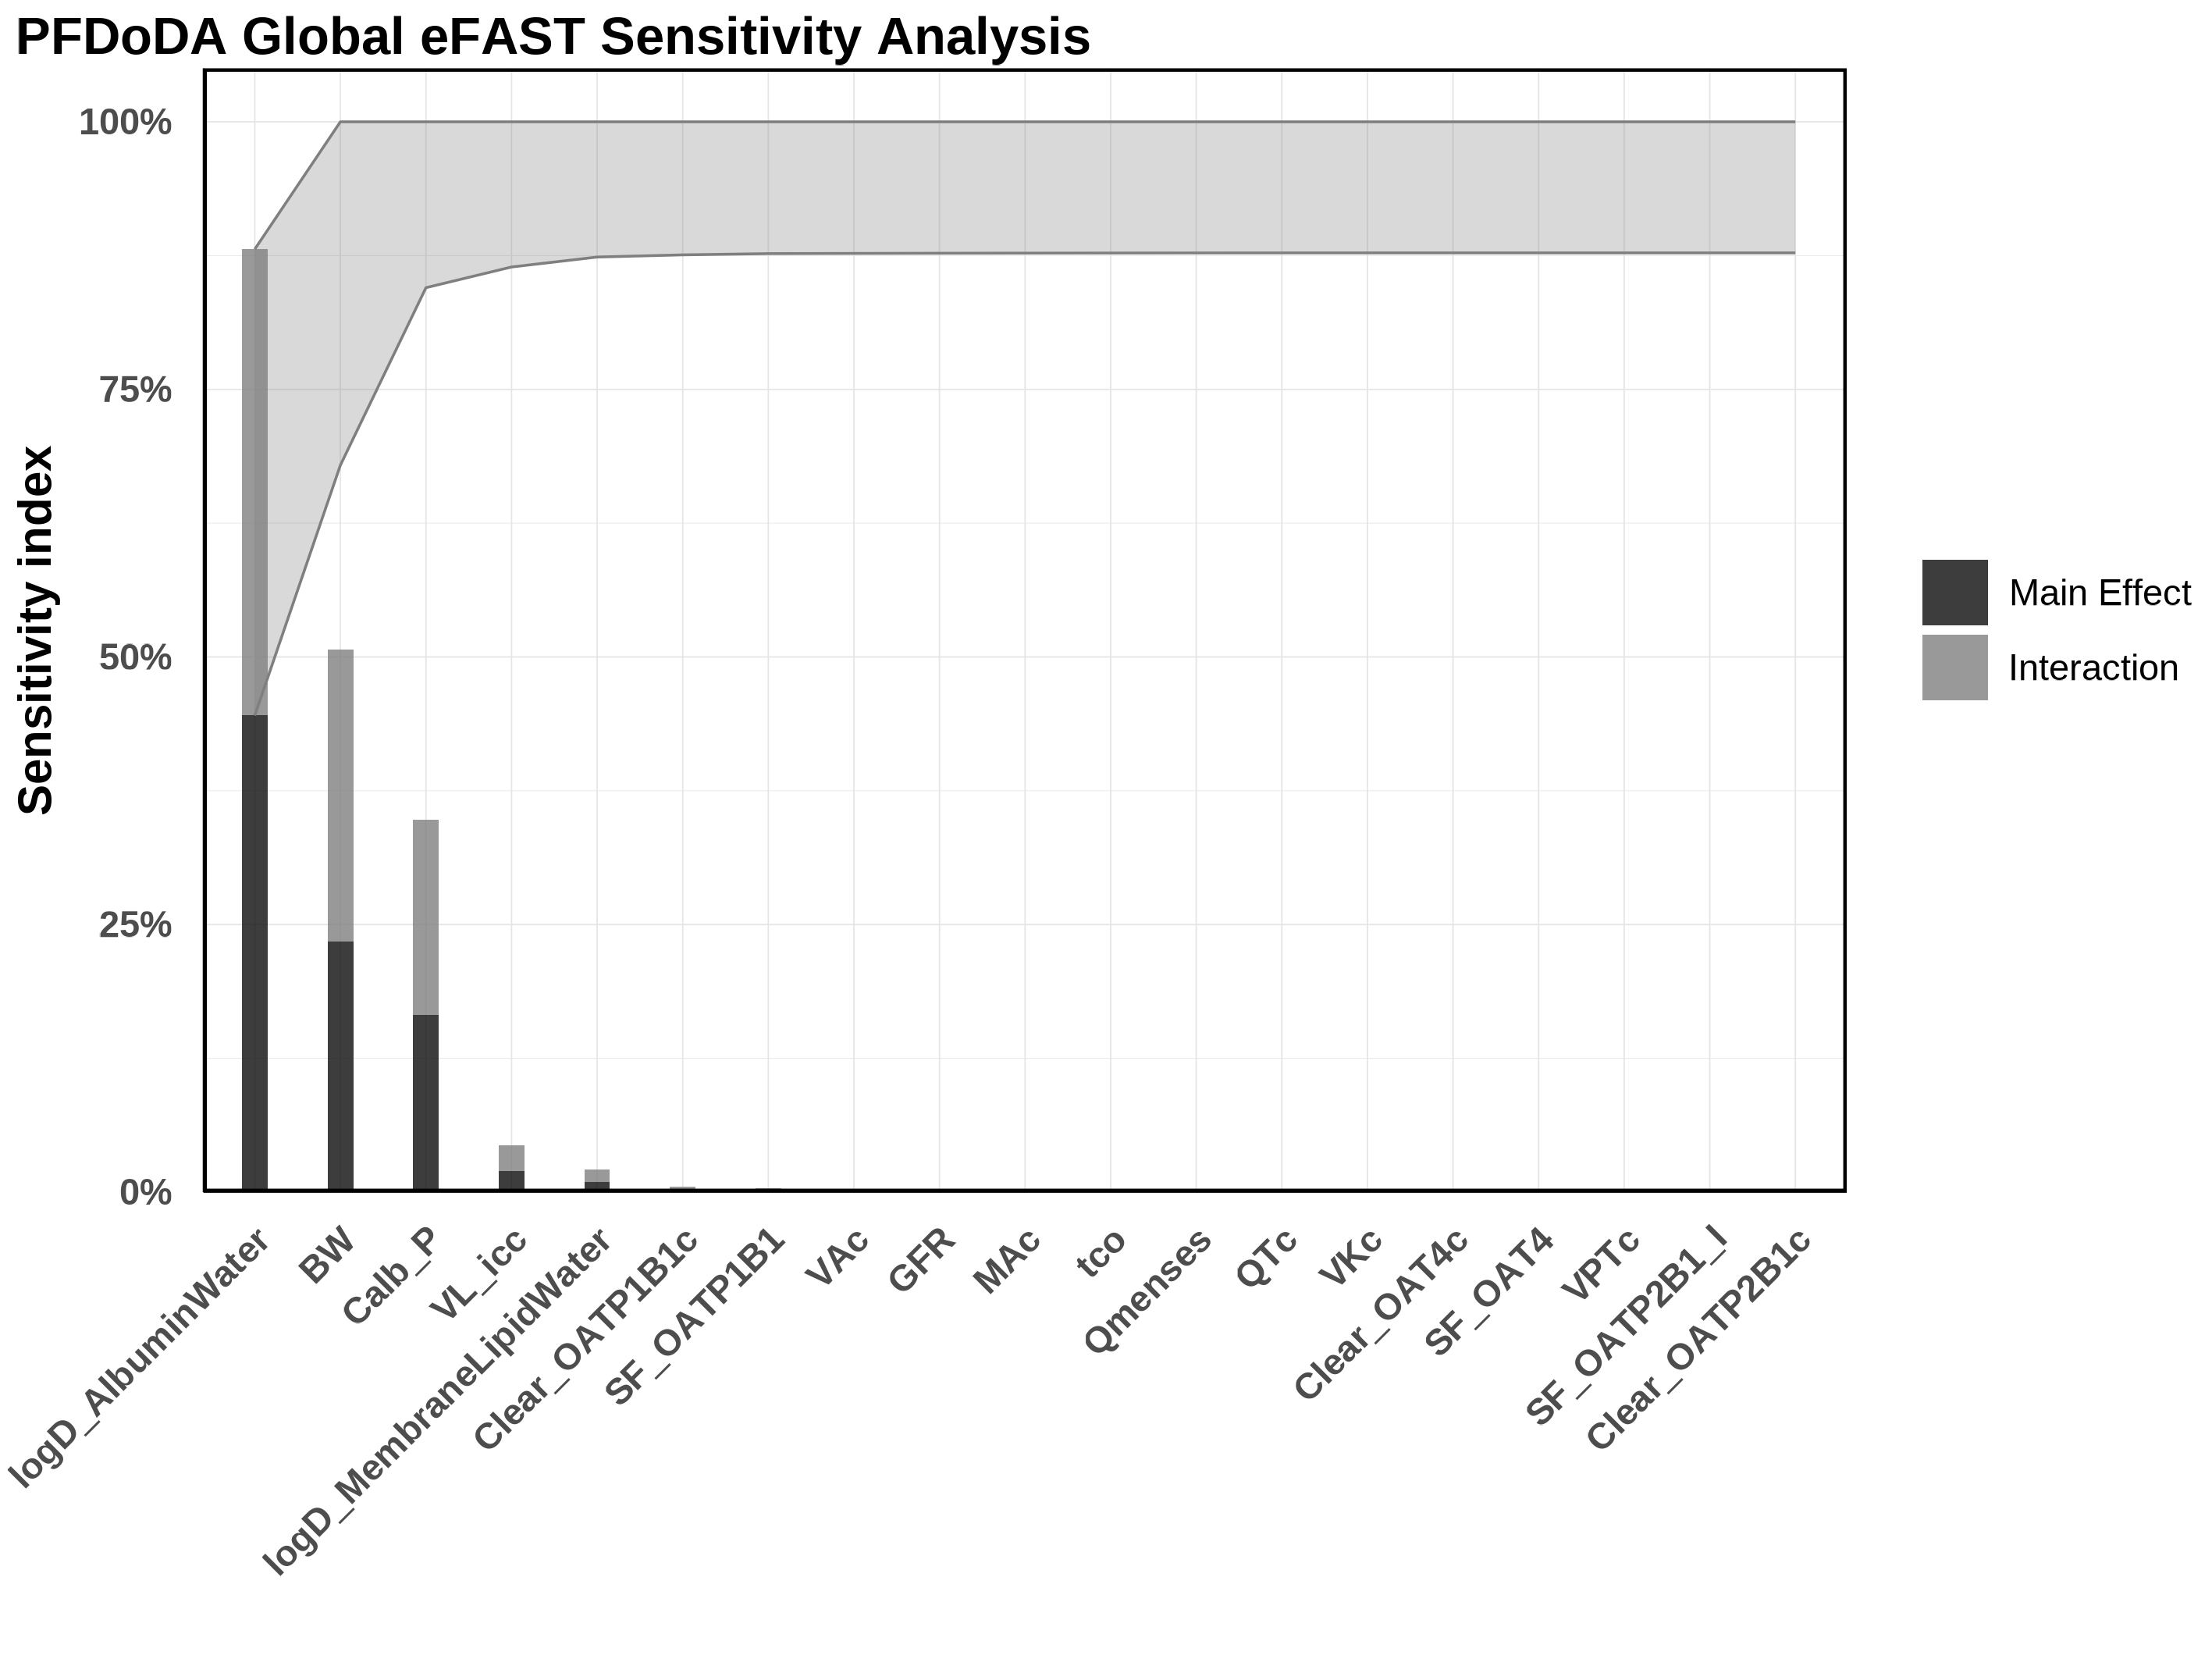 PFDoDA Global eFAST Sensitivity Analysis
100%
75%
50%
25%
0%
Sensitivity index
Main Effect
Interaction
logD_AlbuminWater
BW
Calb_P
VL_icc
logD_MembraneLipidWater
Clear_OATP1B1c
SF_OATP1B1
VAc
GFR
MAc
tco
Qmenses
QTc
VKc
Clear_OAT4c
SF_OAT4
VPTc
SF_OATP2B1_l
Clear_OATP2B1c